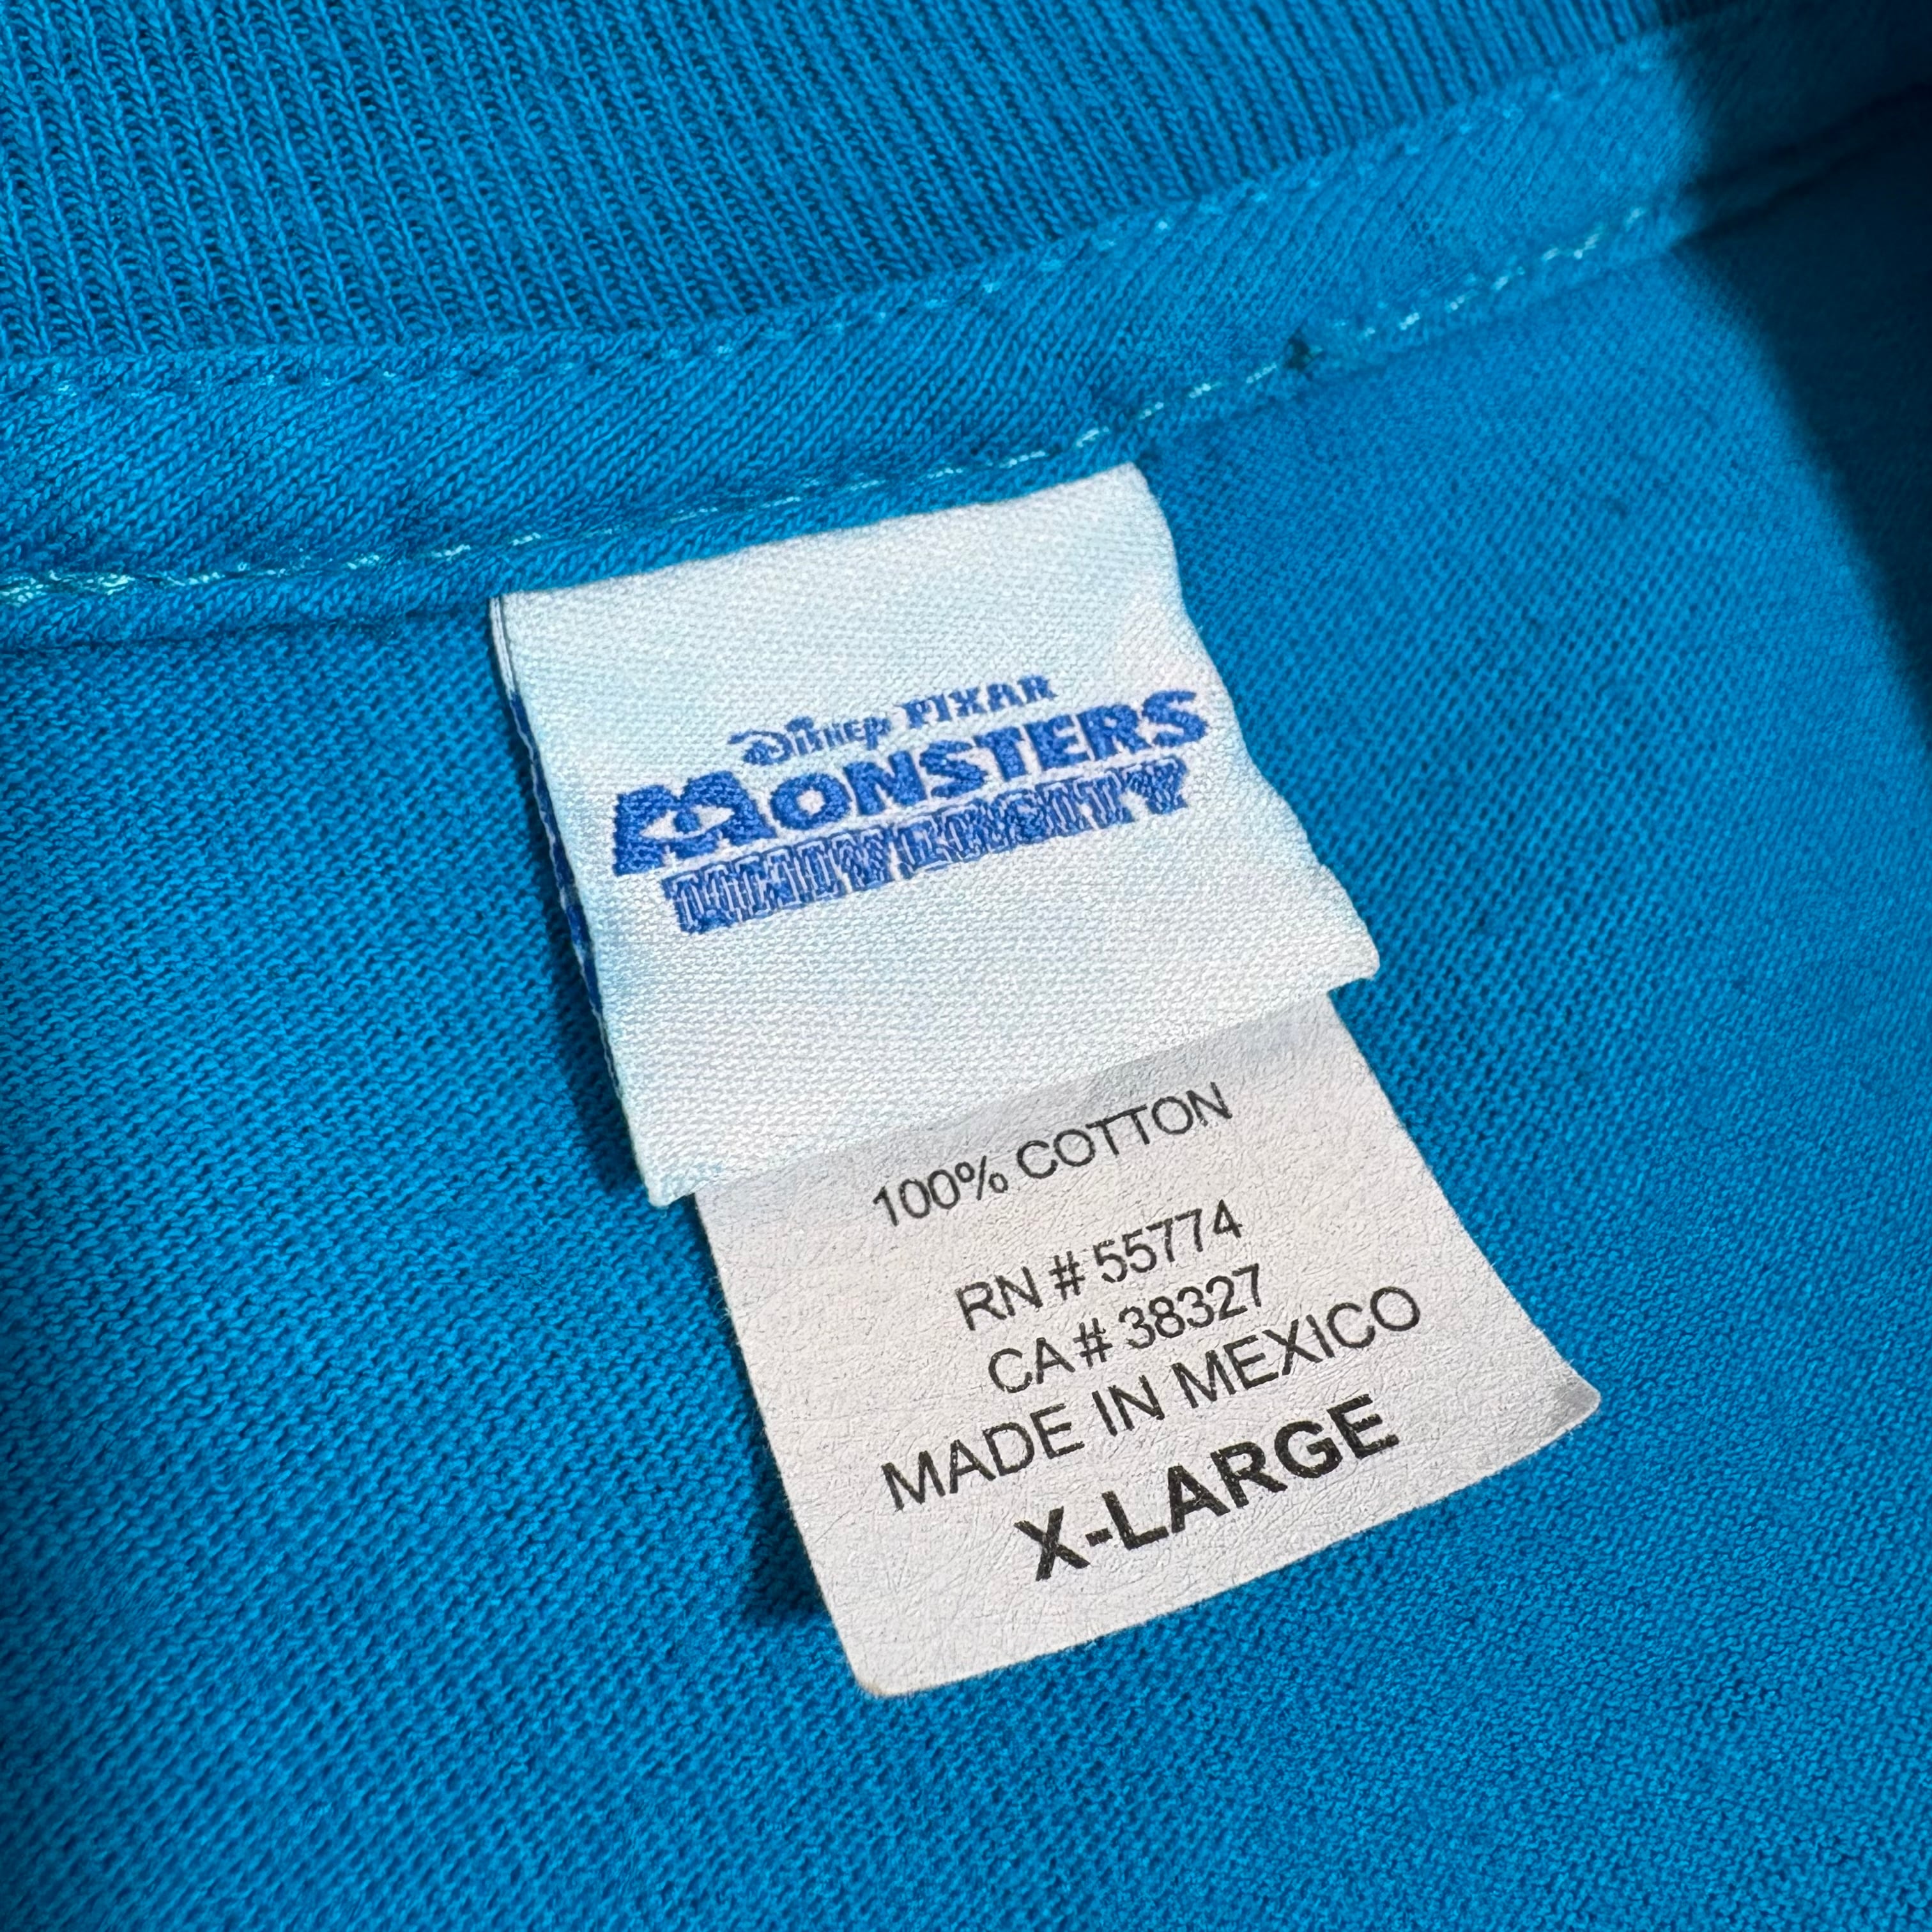 Disney PIXAR
MONSTERS
UNIVERSITY
100% COTTON
RN # 55774
CA # 38327
MADE IN MEXICO
X-LARGE